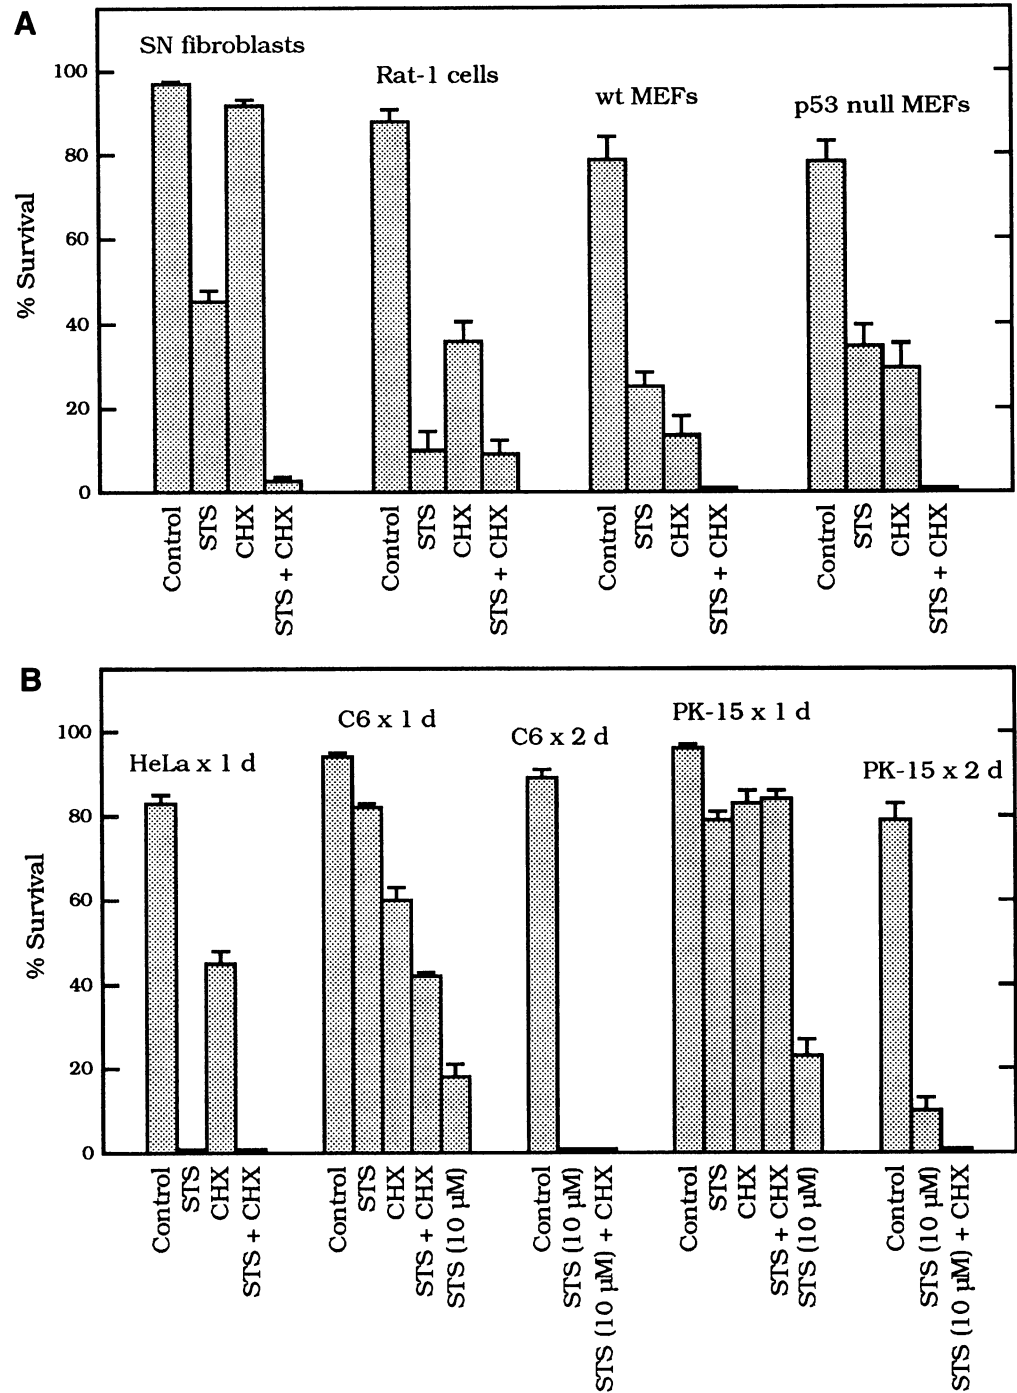 A
SN fibroblasts
Rat-1 cells
wt MEFs
p53 null MEFs
% Survival
100
80
60
40
20
0
Control
STS
CHX
STS + CHX
Control
STS
CHX
STS + CHX
Control
STS
CHX
STS + CHX
Control
STS
CHX
STS + CHX
B
HeLa x 1 d
C6 x 1 d
C6 x 2 d
PK-15 x 1 d
PK-15 x 2 d
% Survival
100
80
60
40
20
0
Control
STS
CHX
STS + CHX
Control
STS
CHX
STS + CHX
STS (10 µM)
Control
STS (10 µM)
STS (10 µM) + CHX
Control
STS
CHX
STS + CHX
STS (10 µM)
Control
STS (10 µM)
STS (10 µM) + CHX